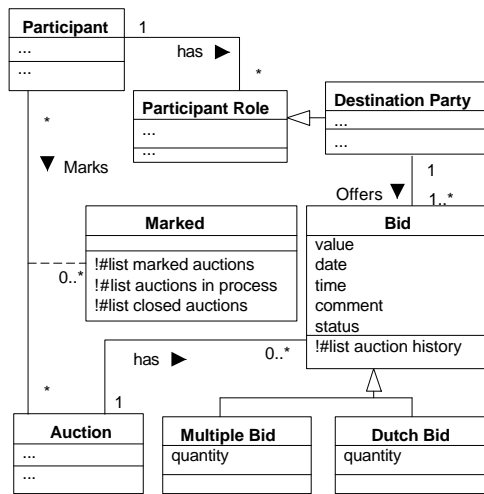 Participant
...
...
1
has ▶
*
Participant Role
...
...
Destination Party
...
...
*
▼ Marks
1
Offers ▼
1..*
Marked
!#list marked auctions
!#list auctions in process
!#list closed auctions
0..*
Bid
value
date
time
comment
status
!#list auction history
0..*
has ▶
*
1
Auction
...
...
Multiple Bid
quantity
Dutch Bid
quantity